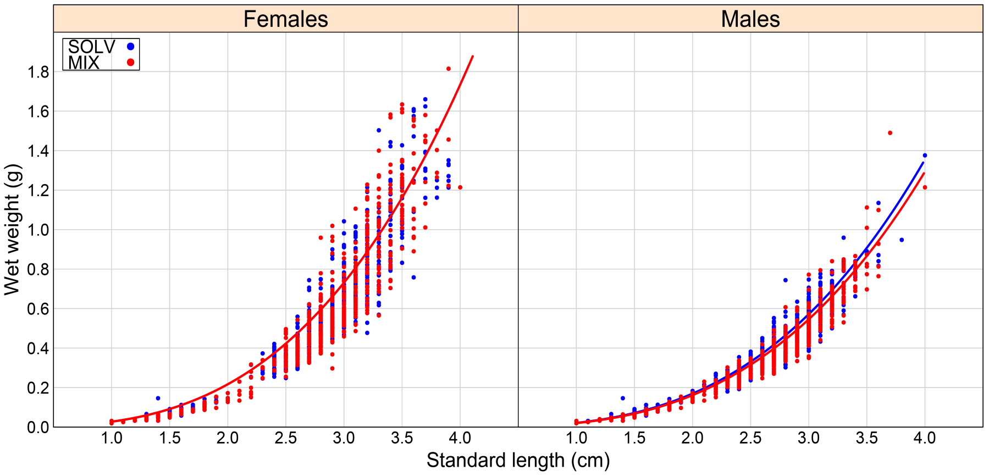 Females Males
SOLV
MIX
1.8
1.6
1.4
1.2
1.0
0.8
0.6
0.4
0.2
0.0
Wet weight (g)
1.0 1.5 2.0 2.5 3.0 3.5 4.0 1.0 1.5 2.0 2.5 3.0 3.5 4.0
Standard length (cm)